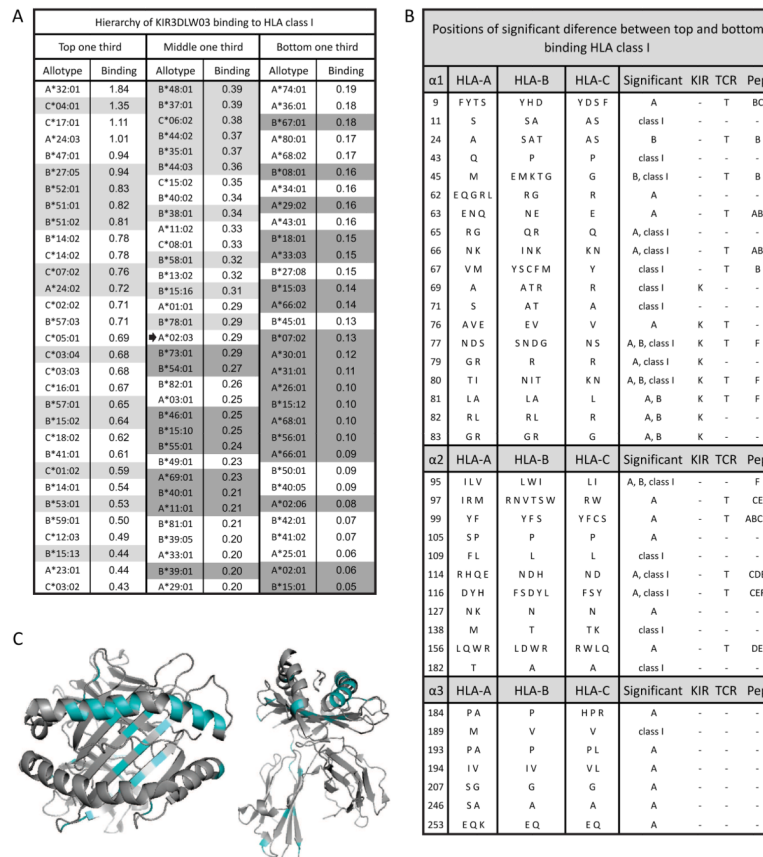 A
Hierarchy of KIR3DLW03 binding to HLA class I
Top one third Middle one third Bottom one third
Allotype Binding Allotype Binding Allotype Binding
A*32:01 1.84
C*04:01 1.35
C*17:01 1.11
A*24:03 1.01
B*47:01 0.94
B*27:05 0.94
B*52:01 0.83
B*51:01 0.82
B*51:02 0.81
B*14:02 0.78
C*14:02 0.78
C*07:02 0.76
A*24:02 0.72
C*02:02 0.71
B*57:03 0.71
C*05:01 0.69
C*03:04 0.68
C*03:03 0.68
C*16:01 0.67
B*57:01 0.65
B*15:02 0.64
C*18:02 0.62
B*41:01 0.61
C*01:02 0.59
B*14:01 0.54
B*53:01 0.53
B*59:01 0.50
C*12:03 0.49
B*15:13 0.44
A*23:01 0.44
C*03:02 0.43
B*48:01 0.39
B*37:01 0.39
C*06:02 0.38
B*44:02 0.37
B*35:01 0.37
B*44:03 0.36
C*15:02 0.35
B*40:02 0.34
B*38:01 0.34
A*11:02 0.33
C*08:01 0.33
B*58:01 0.32
B*13:02 0.32
B*15:16 0.31
A*01:01 0.29
B*78:01 0.29
A*02:03 0.29
B*73:01 0.29
B*54:01 0.27
B*82:01 0.26
A*03:01 0.25
B*46:01 0.25
B*15:10 0.25
B*55:01 0.24
B*49:01 0.23
A*69:01 0.23
B*40:01 0.21
A*11:01 0.21
B*81:01 0.21
B*39:05 0.20
A*33:01 0.20
B*39:01 0.20
A*29:01 0.20
A*74:01 0.19
A*36:01 0.18
B*67:01 0.18
A*80:01 0.17
A*68:02 0.17
B*08:01 0.16
A*34:01 0.16
A*29:02 0.16
A*43:01 0.16
B*18:01 0.15
A*33:03 0.15
B*27:08 0.15
B*15:03 0.14
A*66:02 0.14
B*45:01 0.13
B*07:02 0.13
A*30:01 0.12
A*31:01 0.11
A*26:01 0.10
B*15:12 0.10
A*68:01 0.10
B*56:01 0.10
A*66:01 0.09
B*50:01 0.09
B*40:05 0.09
A*02:06 0.08
B*42:01 0.07
B*41:02 0.07
A*25:01 0.06
A*02:01 0.06
B*15:01 0.05
B
Positions of significant diference between top and bottom
binding HLA class I
α1 HLA-A HLA-B HLA-C Significant KIR TCR Pep
9 F Y T S Y H D Y D S F A - T BC
11 S S A A S class I - - -
24 A S A T A S B - T B
43 Q P P class I - - -
45 M E M K T G G B, class I - T B
62 E Q G R L R G R A - - -
63 E N Q N E E A - T AB
65 R G Q R Q A, class I - - -
66 N K I N K K N A, class I - T AB
67 V M Y S C F M Y class I - T B
69 A A T R R class I K - -
71 S A T A class I - - -
76 A V E E V V A K T -
77 N D S S N D G N S A, B, class I K T F
79 G R R R class I K - -
80 T I N I T K N A, B, class I K T F
81 L A L A L A, B K T F
82 R L R L R A, B K - -
83 G R G R G A, B K - -
α2 HLA-A HLA-B HLA-C Significant KIR TCR Pep
95 I L V L W I L I A, B, class I - - F
97 I R M R N V T S W R W A - T CE
99 Y F Y F S Y F C S A - T ABC
105 S P P P A - - -
109 F L L L class I - - -
114 R H Q E N D H N D A, class I - T CDE
116 D Y H F S D Y L F S Y A, class I - T CEF
127 N K N N A - - -
138 M T T K class I - - -
156 L Q W R L D W R R W L Q A - T DE
182 T A A class I - - -
α3 HLA-A HLA-B HLA-C Significant KIR TCR Pep
184 P A P H P R A - - -
189 M V V class I - - -
193 P A P P L A - - -
194 I V I V V L A - - -
207 S G G G A - - -
246 S A A A A - - -
253 E Q K E Q E Q A - - -
C